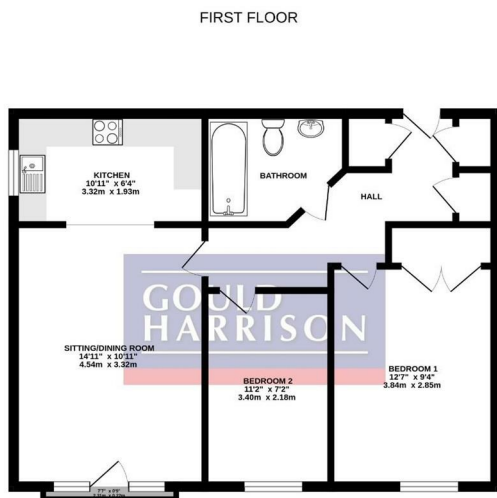 FIRST FLOOR
KITCHEN
10'11" x 6'4"
3.32m x 1.93m
BATHROOM
HALL
GOULD
HARRISON
SITTING/DINING ROOM
14'11" x 10'11"
4.54m x 3.32m
BEDROOM 2
11'2" x 7'2"
3.40m x 2.18m
BEDROOM 1
12'7" x 9'4"
3.84m x 2.85m